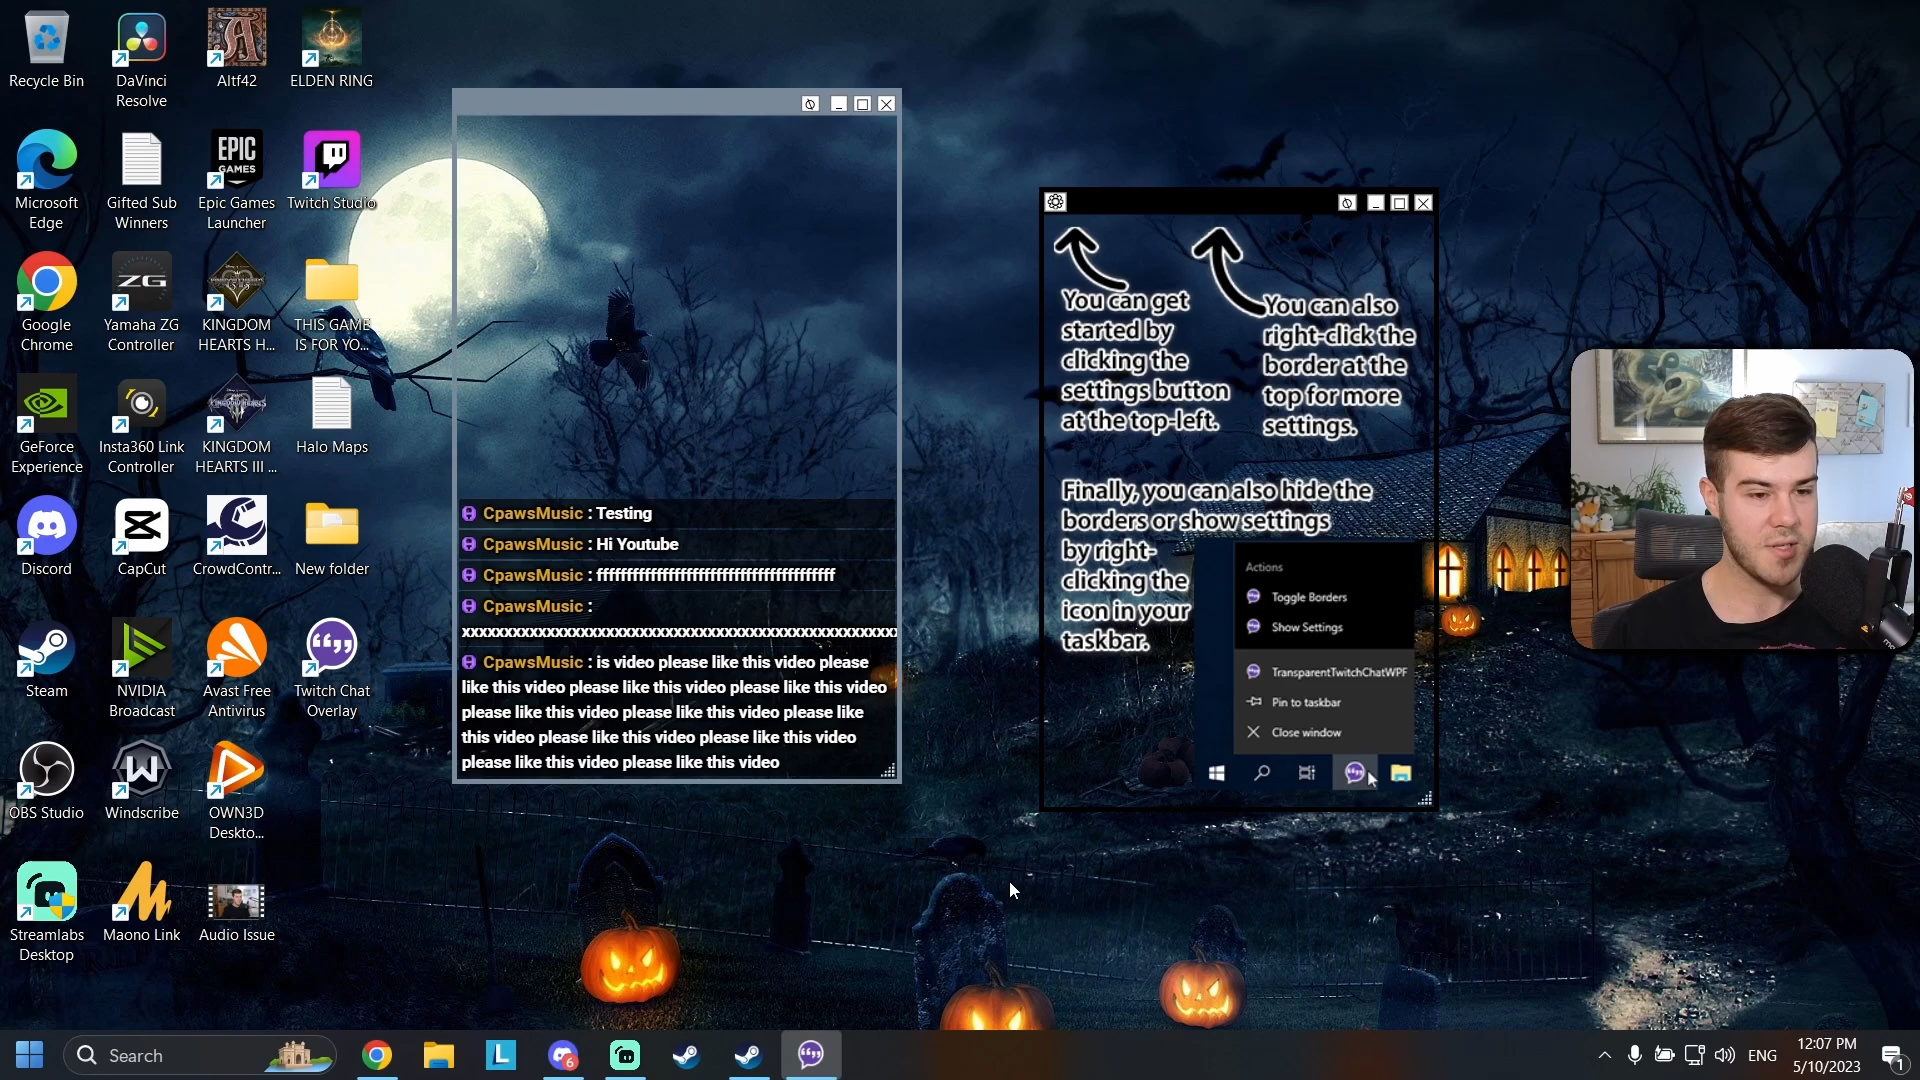 Recycle Bin
DaVinci
Resolve
Altf42
ELDEN RING
Microsoft
Edge
Gifted Sub
Winners
EPIC
GAMES
Epic Games
Launcher
Twitch Studio
Google
Chrome
ZG
Yamaha ZG
Controller
KINGDOM
HEARTS H...
THIS GAME
IS FOR YO...
GeForce
Experience
Insta360 Link
Controller
KINGDOM
HEARTS III ...
Halo Maps
Discord
CapCut
CrowdContr...
New folder
Steam
NVIDIA
Broadcast
Avast Free
Antivirus
Twitch Chat
Overlay
OBS Studio
Windscribe
OWN3D
Deskto...
Streamlabs
Desktop
Maono Link
Audio Issue
CpawsMusic : Testing
CpawsMusic : Hi Youtube
CpawsMusic : ffffffffffffffffffffffffffffffffffffffff
CpawsMusic :
xxxxxxxxxxxxxxxxxxxxxxxxxxxxxxxxxxxxxxxxxxxxxxxxxxxxxx
CpawsMusic : is video please like this video please
like this video please like this video please like this video
please like this video please like this video please like
this video please like this video please like this video
please like this video please like this video
You can get
started by
clicking the
settings button
at the top-left.
You can also
right-click the
border at the
top for more
settings.
Finally, you can also hide the
borders or show settings
by right-
clicking the
icon in your
taskbar.
Actions
Toggle Borders
Show Settings
TransparentTwitchChatWPF
Pin to taskbar
Close window
Search
L
6
ENG
12:07 PM
5/10/2023
1